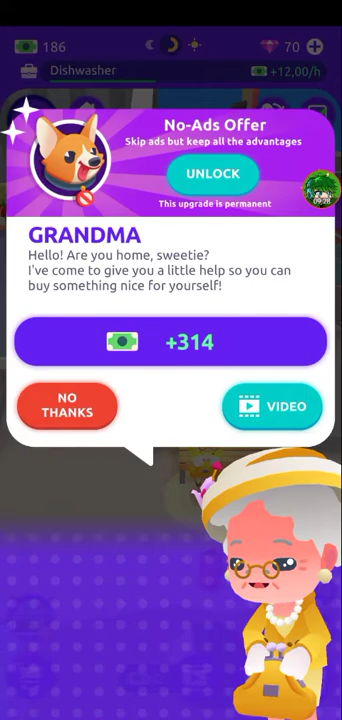 186
70
Dishwasher
+12,00/h
No-Ads Offer
Skip ads but keep all the advantages
UNLOCK
This upgrade is permanent
09:28
GRANDMA
Hello! Are you home, sweetie?
I've come to give you a little help so you can
buy something nice for yourself!
+314
NO
THANKS
VIDEO